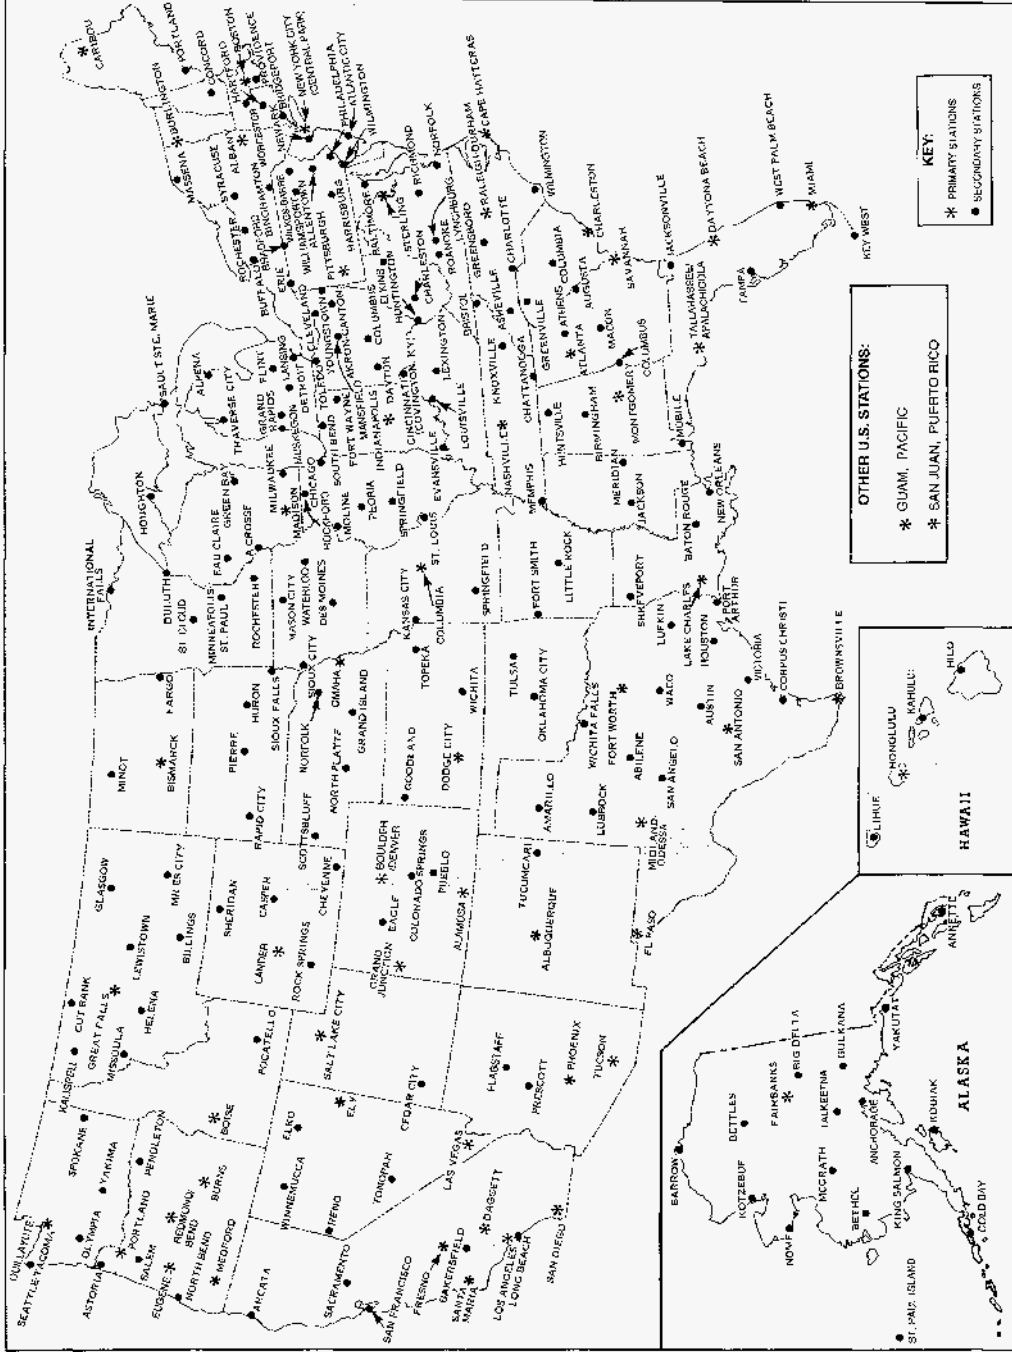 QUILLAYUTE
SEATTLE-TACOMA
OLYMPIA
ASTORIA
PORTLAND
SALEM
EUGENE
NORTH BEND
MEDFORD
REDMOND/
BEND
BURNS
PENDLETON
YAKIMA
SPOKANE
KALISPELL
CUT BANK
GREAT FALLS
MISSOULA
HELENA
LEWISTOWN
BILLINGS
GLASGOW
MILES CITY
BOISE
POCATELLO
SHERIDAN
CASPER
LANDER
ROCK SPRINGS
CHEYENNE
ARCATA
SACRAMENTO
SAN FRANCISCO
FRESNO
BAKERSFIELD
SANTA
MARIA
LOS ANGELES
LONG BEACH
SAN DIEGO
DAGGETT
WINNEMUCCA
ELKO
ELY
RENO
TONOPAH
LAS VEGAS
SALT LAKE CITY
CEDAR CITY
GRAND
JUNCTION
EAGLE
BOULDER
DENVER
COLORADO SPRINGS
PUEBLO
ALAMOSA
FLAGSTAFF
PRESCOTT
PHOENIX
TUCSON
TUCUMCARI
ALBUQUERQUE
EL PASO
MINOT
BISMARCK
FARGO
PIERRE
HURON
RAPID CITY
SIOUX FALLS
SCOTTSBLUFF
NORFOLK
NORTH PLATTE
GRAND ISLAND
OMAHA
SIOUX CITY
GOODLAND
DODGE CITY
TOPEKA
WICHITA
TULSA
OKLAHOMA CITY
AMARILLO
LUBBOCK
WICHITA FALLS
FORT WORTH
ABILENE
MIDLAND
ODESSA
SAN ANGELO
WACO
AUSTIN
SAN ANTONIO
VICTORIA
CORPUS CHRISTI
BROWNSVILLE
HOUSTON
PORT
ARTHUR
LUFKIN
LAKE CHARLES
SHREVEPORT
BATON ROUGE
NEW ORLEANS
INTERNATIONAL
FALLS
DULUTH
ST CLOUD
MINNEAPOLIS
ST. PAUL
ROCHESTER
MASON CITY
WATERLOO
DES MOINES
KANSAS CITY
COLUMBIA
ST. LOUIS
SPRINGFIELD
FORT SMITH
LITTLE ROCK
HOUGHTON
EAU CLAIRE
GREEN BAY
LA CROSSE
MILWAUKEE
MADISON
CHICAGO
ROCKFORD
MOLINE
PEORIA
SPRINGFIELD
SAULT STE. MARIE
ALPENA
TRAVERSE CITY
GRAND
RAPIDS
FLINT
LANSING
MUSKEGON
DETROIT
SOUTH BEND
FORT WAYNE
INDIANAPOLIS
EVANSVILLE
TOLEDO
CLEVELAND
YOUNGSTOWN
AKRON-CANTON
MANSFIELD
COLUMBUS
DAYTON
CINCINNATI
(COVINGTON, KY)
LEXINGTON
LOUISVILLE
HUNTINGTON
CHARLESTON
ELKINS
MEMPHIS
NASHVILLE
KNOXVILLE
CHATTANOOGA
BRISTOL
HUNTSVILLE
BIRMINGHAM
MONTGOMERY
MOBILE
MERIDIAN
JACKSON
ATLANTA
ATHENS
AUGUSTA
MACON
COLUMBUS
SAVANNAH
ASHEVILLE
GREENVILLE
COLUMBIA
CHARLESTON
CHARLOTTE
GREENSBORO
RALEIGH-DURHAM
CAPE HATTERAS
WILMINGTON
LYNCHBURG
ROANOKE
RICHMOND
NORFOLK
STERLING
BALTIMORE
WILMINGTON
ATLANTIC CITY
PHILADELPHIA
HARRISBURG
PITTSBURGH
ALLENTOWN
WILLIAMSPORT
WILKES-BARRE
ERIE
BRADFORD
BUFFALO
ROCHESTER
BINGHAMTON
SYRACUSE
ALBANY
MASSENA
NEW YORK CITY
(CENTRAL PARK)
NEWARK
BRIDGEPORT
PROVIDENCE
HARTFORD
BOSTON
WORCESTER
CONCORD
BURLINGTON
PORTLAND
CARIBOU
TALLAHASSEE
APALACHICOLA
JACKSONVILLE
DAYTONA BEACH
TAMPA
WEST PALM BEACH
MIAMI
KEY WEST
KEY:
* PRIMARY STATIONS
● SECONDARY STATIONS
OTHER U.S. STATIONS:
* GUAM, PACIFIC
* SAN JUAN, PUERTO RICO
LIHUE
HONOLULU
KAHULUI
HILO
HAWAII
BARROW
KOTZEBUE
NOME
BETTLES
FAIRBANKS
BIG DELTA
TALKEETNA
GULKANA
MCGRATH
BETHEL
ANCHORAGE
KING SALMON
KODIAK
YAKUTAT
ANNETTE
COLD BAY
ST. PAUL ISLAND
ALASKA